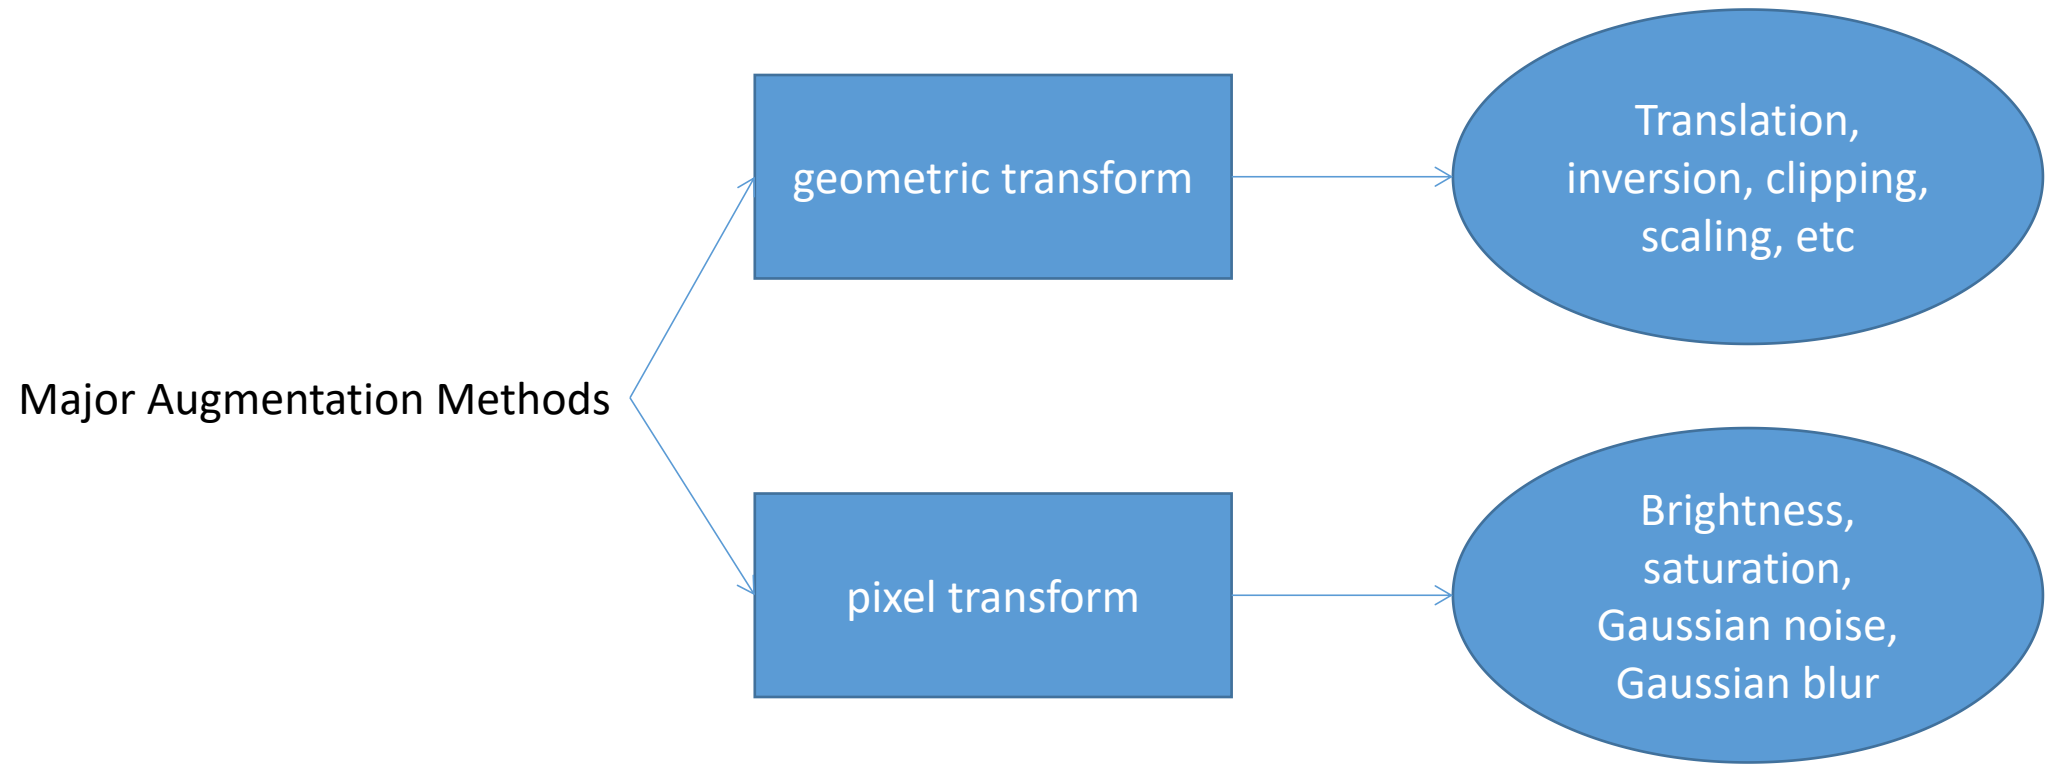 Major Augmentation Methods
geometric transform
Translation,
inversion, clipping,
scaling, etc
pixel transform
Brightness,
saturation,
Gaussian noise,
Gaussian blur